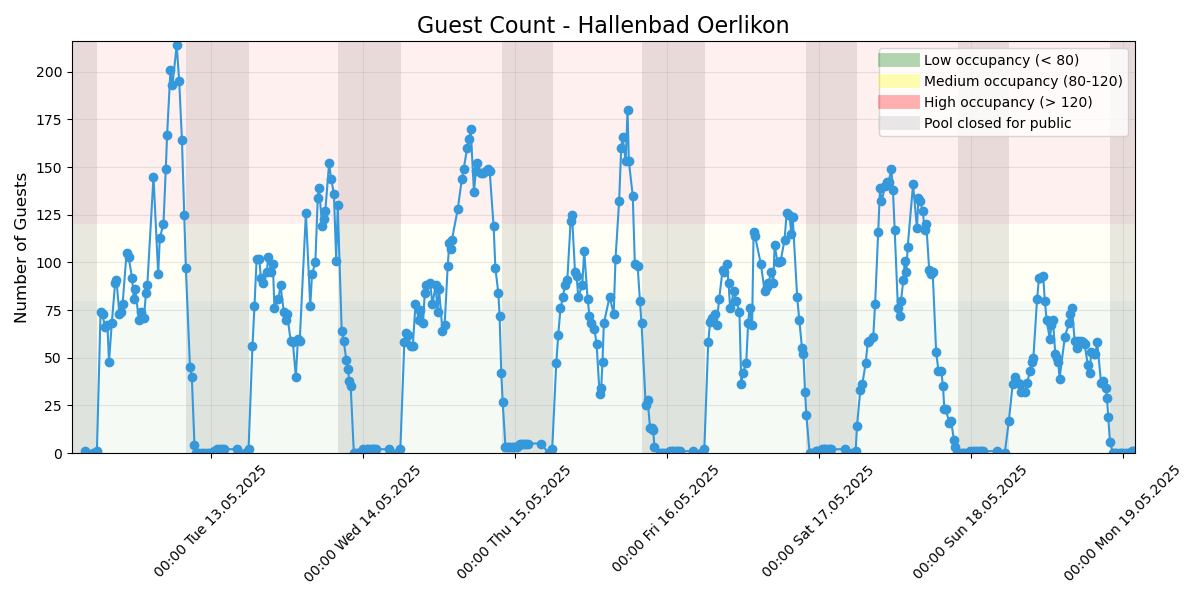 Guest Count - Hallenbad Oerlikon
Low occupancy (< 80)
Medium occupancy (80-120)
High occupancy (> 120)
Pool closed for public
Number of Guests
200
175
150
125
100
75
50
25
0
00:00 Tue 13.05.2025
00:00 Wed 14.05.2025
00:00 Thu 15.05.2025
00:00 Fri 16.05.2025
00:00 Sat 17.05.2025
00:00 Sun 18.05.2025
00:00 Mon 19.05.2025